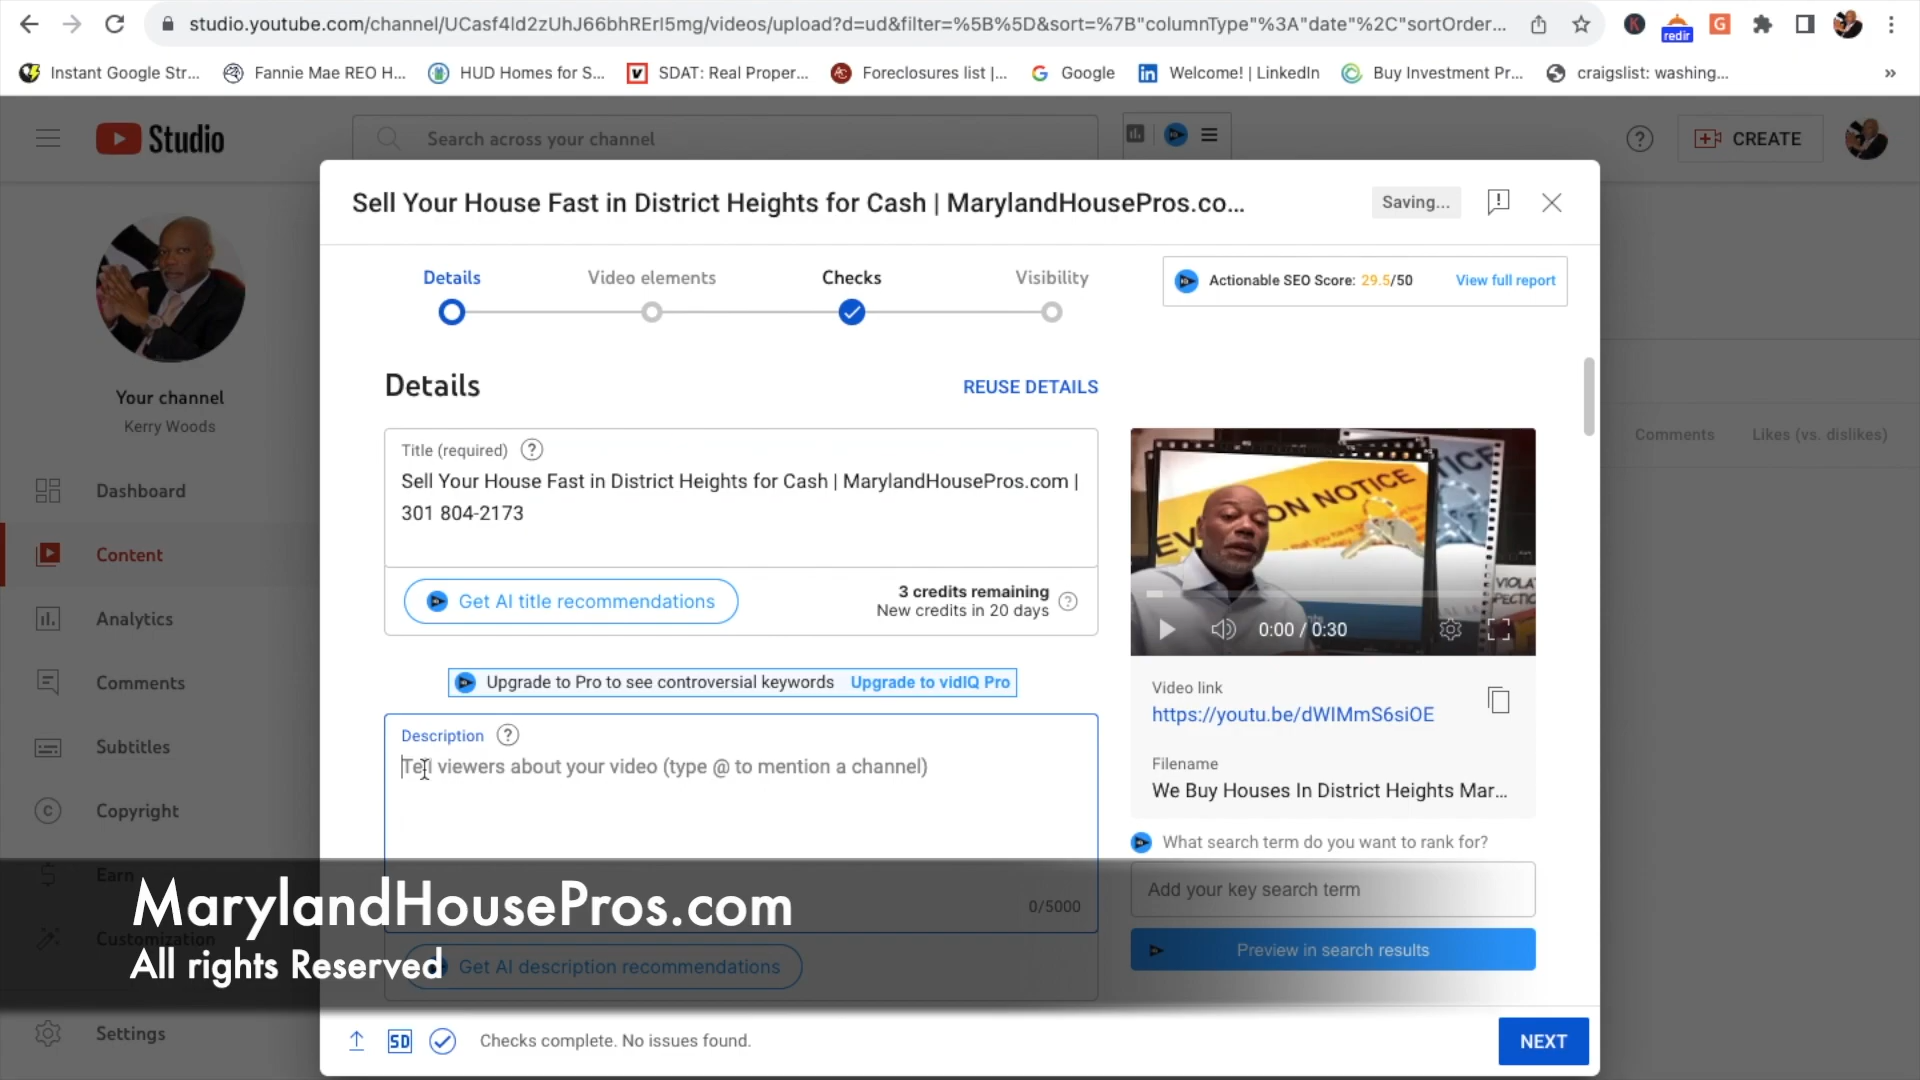 studio.youtube.com/channel/UCasf4ld2zUhJ66bhRErI5mg/videos/upload?d=ud&filter=%5B%5D&sort=%7B"columnType"%3A"date"%2C"sortOrder...
redir
Instant Google Str...
Fannie Mae REO H...
HUD Homes for S...
SDAT: Real Proper...
Foreclosures list |...
Google
Welcome! | LinkedIn
Buy Investment Pr...
craigslist: washing...
»
Studio
Search across your channel
CREATE
Sell Your House Fast in District Heights for Cash | MarylandHousePros.co...
Saving...
Details
Video elements
Checks
Visibility
Actionable SEO Score: 29.5/50
View full report
Your channel
Kerry Woods
Dashboard
Content
Analytics
Comments
Subtitles
Copyright
Earn
Customization
Settings
Details
REUSE DETAILS
Title (required)
Sell Your House Fast in District Heights for Cash | MarylandHousePros.com |
301 804-2173
Get AI title recommendations
3 credits remaining
New credits in 20 days
Upgrade to Pro to see controversial keywords
Upgrade to vidIQ Pro
Description
Tell viewers about your video (type @ to mention a channel)
0/5000
Get AI description recommendations
ON NOTICE
0:00 / 0:30
Video link
https://youtu.be/dWIMmS6siOE
Filename
We Buy Houses In District Heights Mar...
What search term do you want to rank for?
Add your key search term
Preview in search results
Comments
Likes (vs. dislikes)
MarylandHousePros.com
All rights Reserved
SD
Checks complete. No issues found.
NEXT